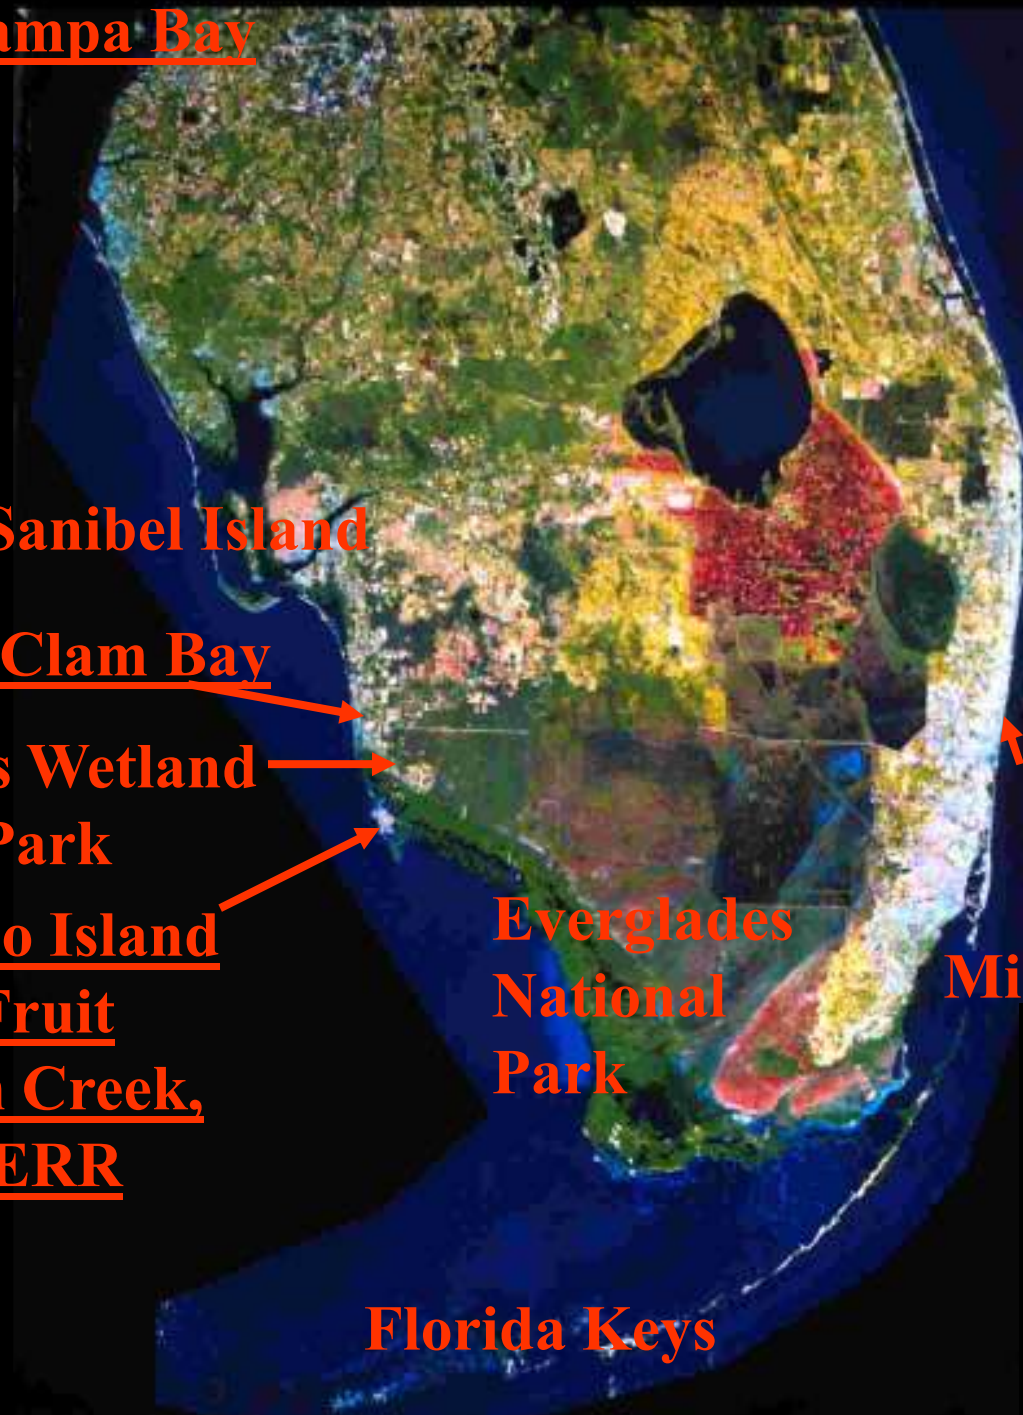 ampa Bay
Sanibel Island
Clam Bay
s Wetland
Park
o Island
Fruit
n Creek,
ERR
Everglades
National
Park
Mi
Florida Keys